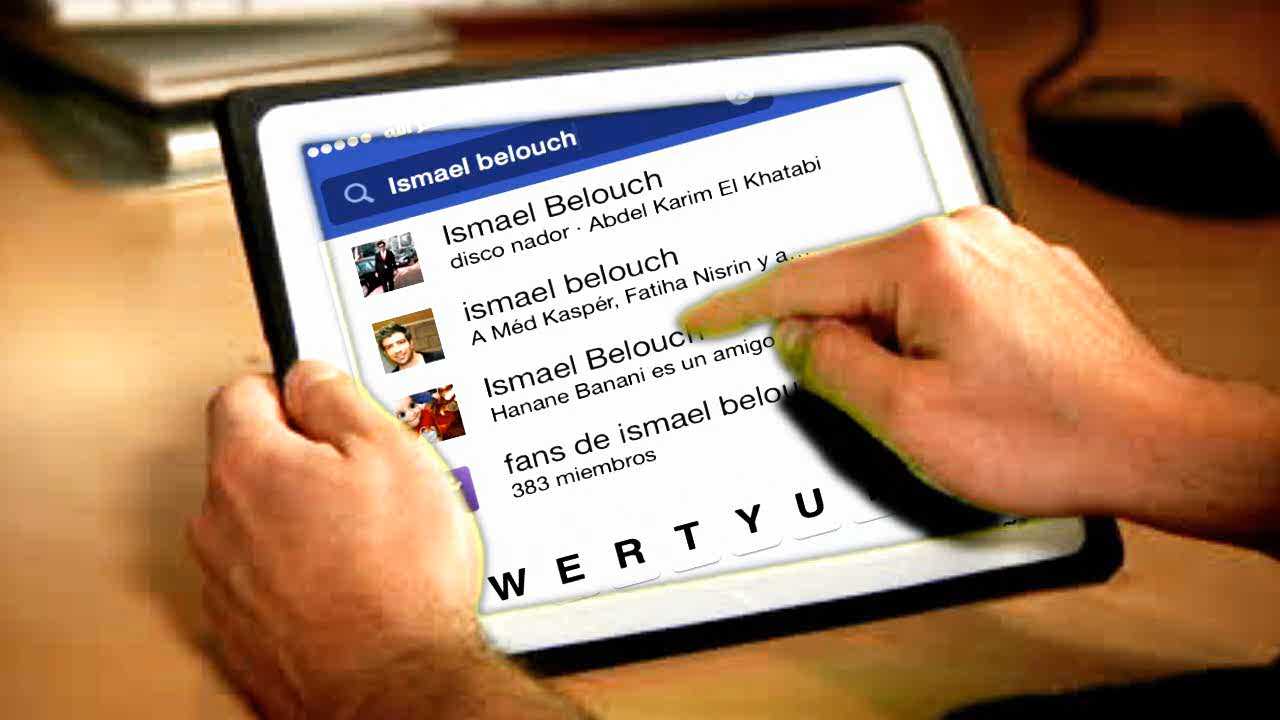 Ismael belouch
Ismael Belouch
disco nador · Abdel Karim El Khatabi
ismael belouch
A Méd Kaspér, Fatiha Nisrin y a...
Ismael Belouch
Hanane Banani es un amigo
fans de ismael belou
383 miembros
W E R T Y U